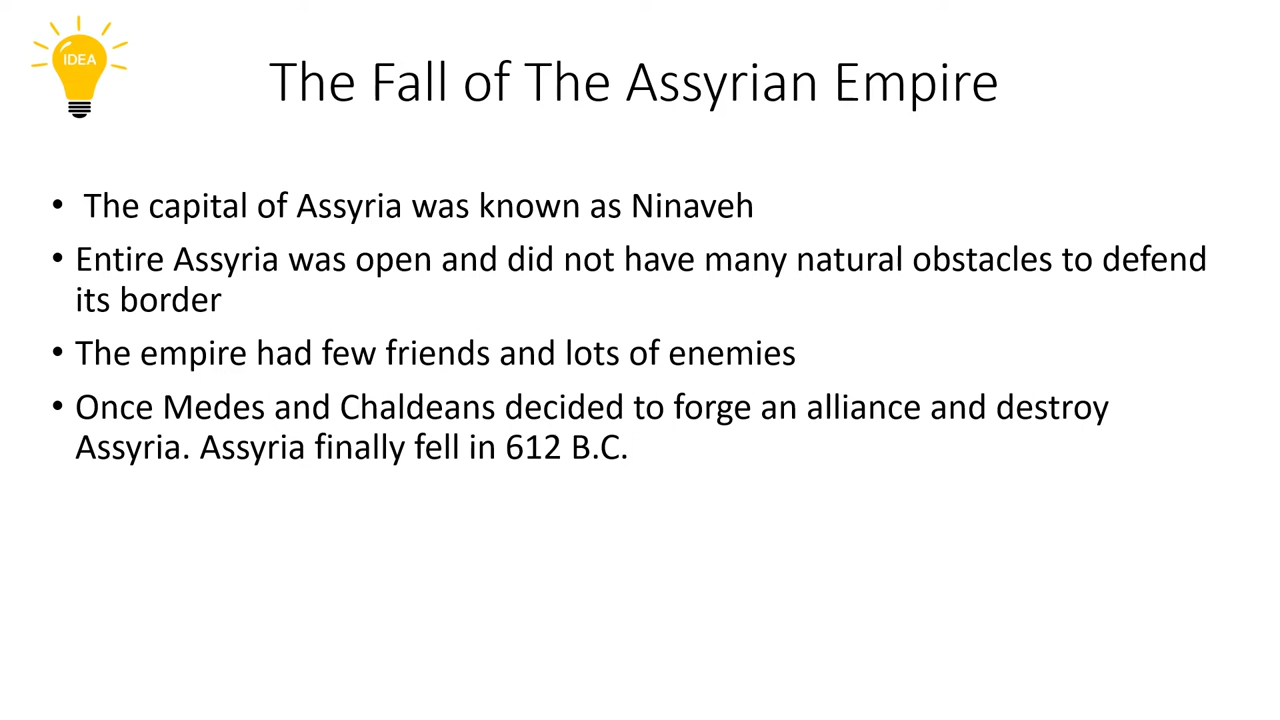 IDEA
The Fall of The Assyrian Empire
• The capital of Assyria was known as Ninaveh
• Entire Assyria was open and did not have many natural obstacles to defend
its border
• The empire had few friends and lots of enemies
• Once Medes and Chaldeans decided to forge an alliance and destroy
Assyria. Assyria finally fell in 612 B.C.